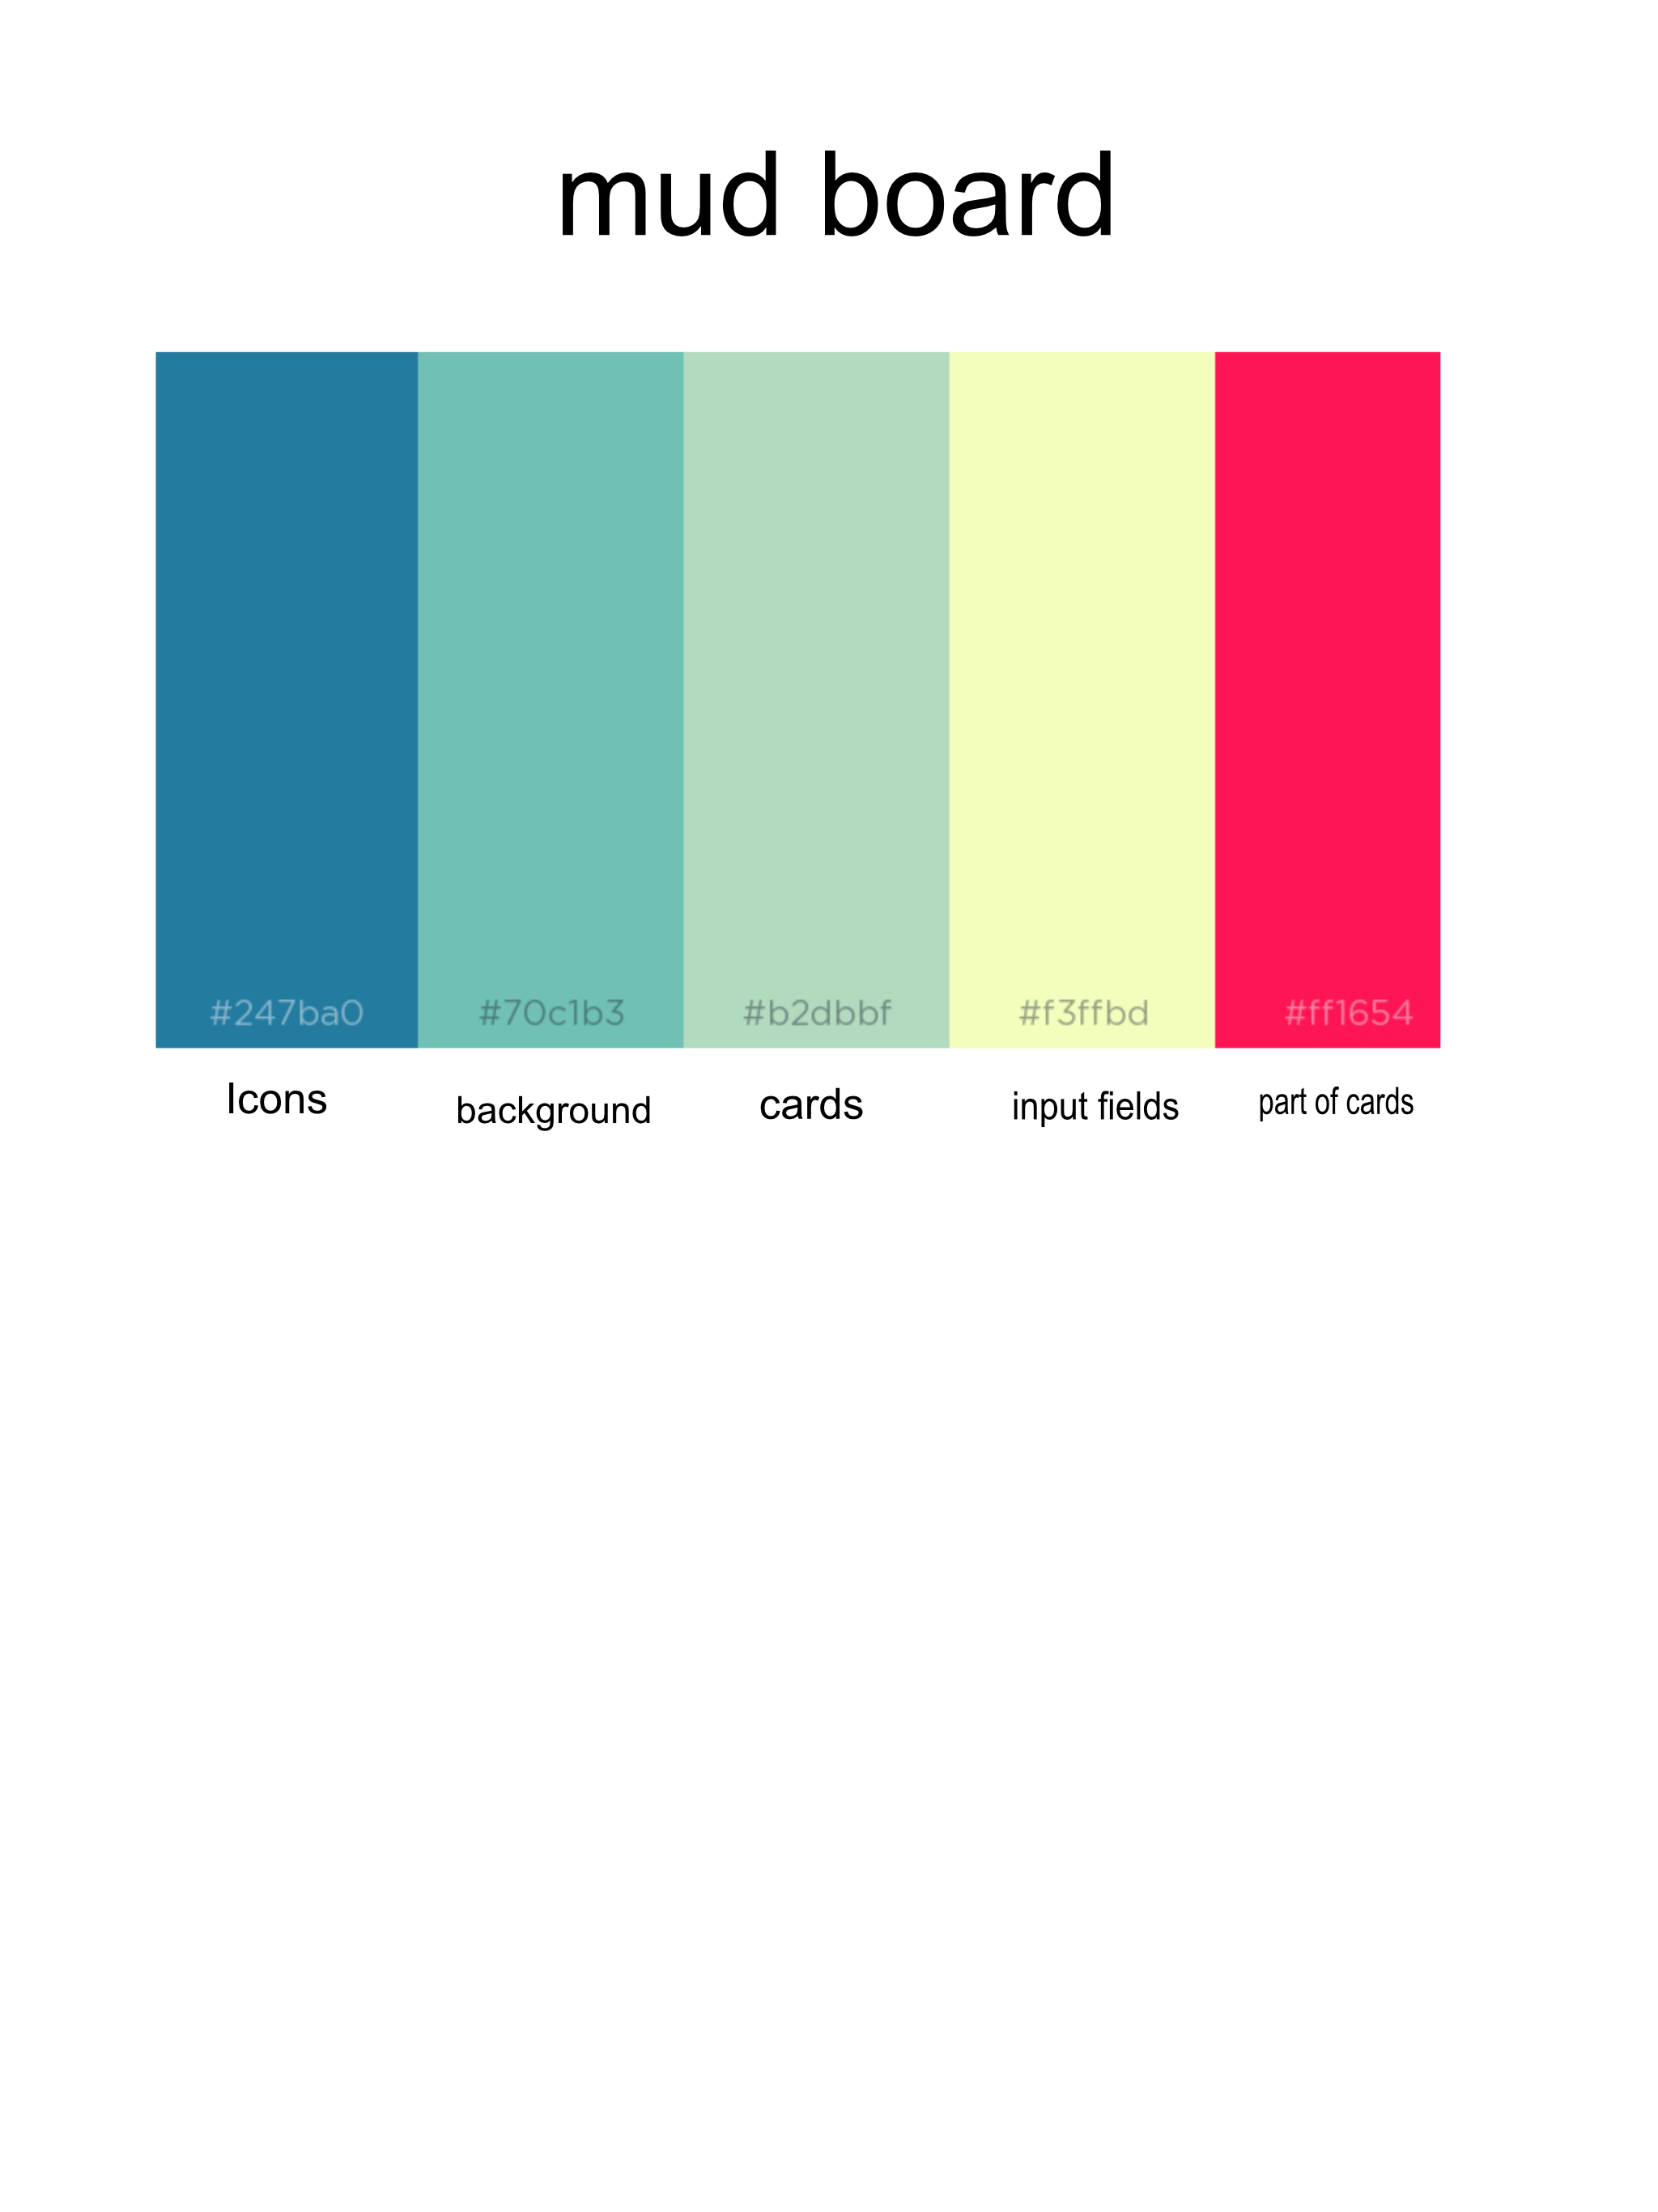 mud board
#247ba0 #70c1b3 #b2dbbf #f3ffbd #ff1654
Icons background cards input fields part of cards